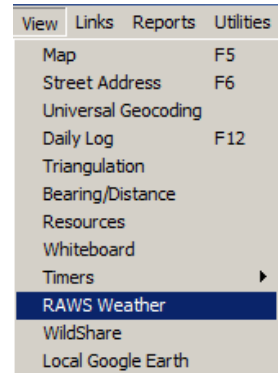 View Links Reports Utilities
Map F5
Street Address F6
Universal Geocoding
Daily Log F12
Triangulation
Bearing/Distance
Resources
Whiteboard
Timers
RAWS Weather
WildShare
Local Google Earth